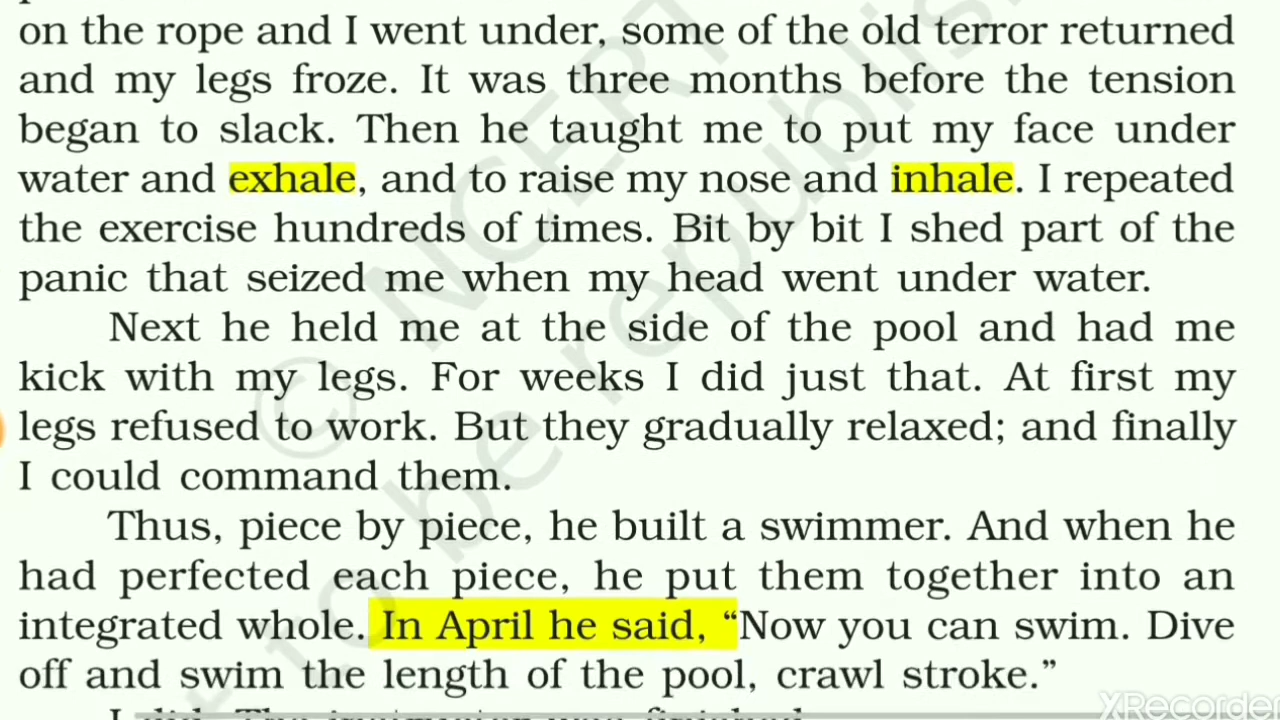 on the rope and I went under, some of the old terror returned
and my legs froze. It was three months before the tension
began to slack. Then he taught me to put my face under
water and exhale, and to raise my nose and inhale. I repeated
the exercise hundreds of times. Bit by bit I shed part of the
panic that seized me when my head went under water.
Next he held me at the side of the pool and had me
kick with my legs. For weeks I did just that. At first my
legs refused to work. But they gradually relaxed; and finally
I could command them.
Thus, piece by piece, he built a swimmer. And when he
had perfected each piece, he put them together into an
integrated whole. In April he said, “Now you can swim. Dive
off and swim the length of the pool, crawl stroke.”
© NCERT
be republis
XRecorder